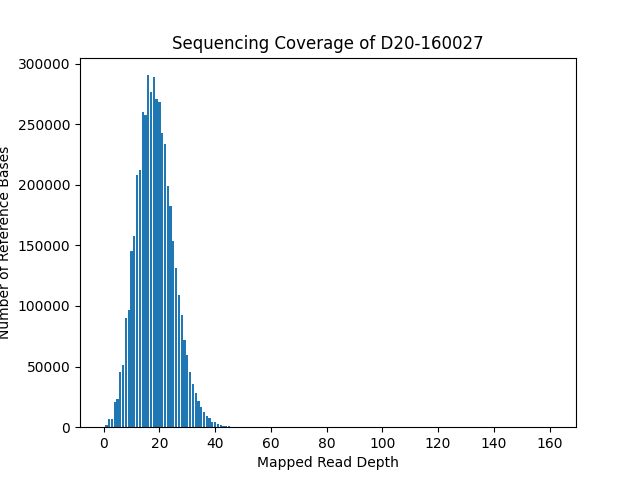 Sequencing Coverage of D20-160027
Number of Reference Bases
300000
250000
200000
150000
100000
50000
0
0 20 40 60 80 100 120 140 160
Mapped Read Depth